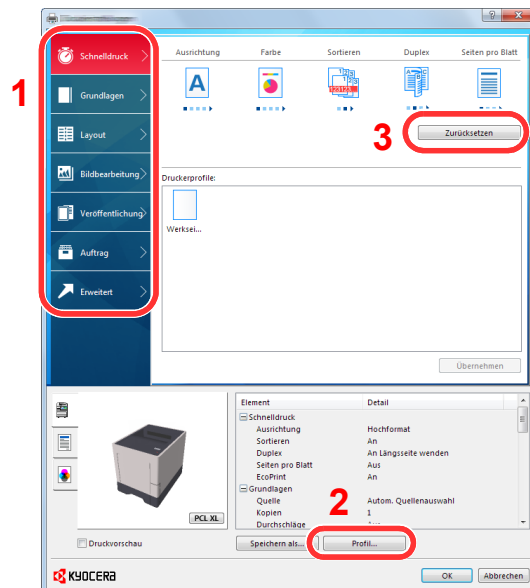 Schnelldruck
Grundlagen
Layout
Bildbearbeitung
Veröffentlichung
Auftrag
Erweitert
1
Ausrichtung Farbe Sortieren Duplex Seiten pro Blatt
A
123123
3
Zurücksetzen
Druckerprofile:
Werksei...
Übernehmen
Element Detail
Schnelldruck
Ausrichtung Hochformat
Sortieren An
Duplex An Längsseite wenden
Seiten pro Blatt Aus
EcoPrint An
Grundlagen
Quelle Autom. Quellenauswahl
Kopien 1
Durchschläge
2
PCL XL
Druckvorschau
Speichern als... Profil...
KYOCERA
OK Abbrechen